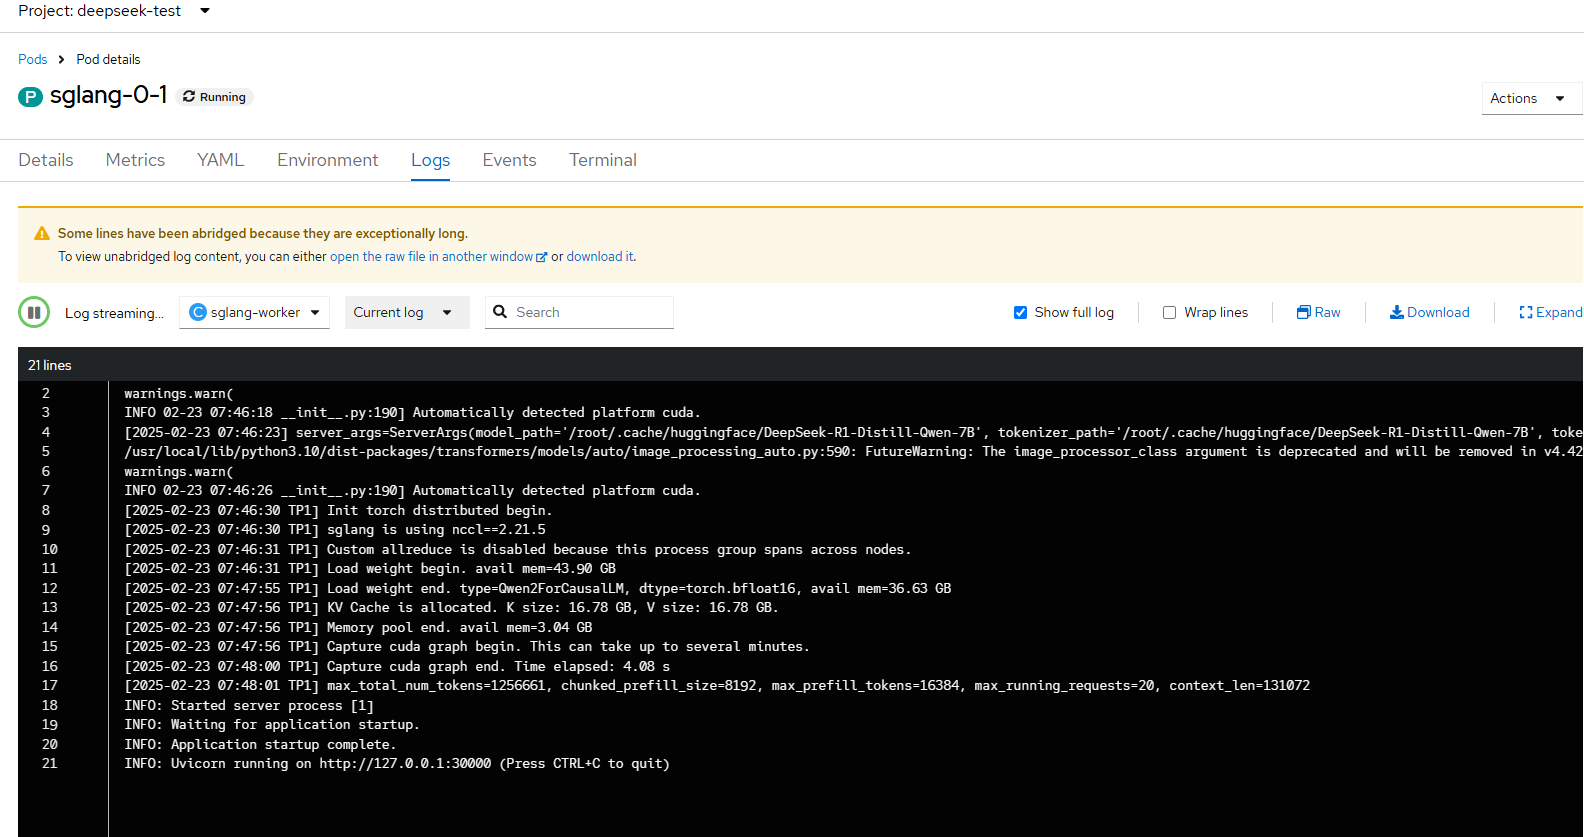 Project: deepseek-test
Pods > Pod details
P sglang-0-1 Running
Actions
Details Metrics YAML Environment Logs Events Terminal
Some lines have been abridged because they are exceptionally long.
To view unabridged log content, you can either open the raw file in another window or download it.
Log streaming... C sglang-worker Current log Search Show full log Wrap lines Raw Download Expand
21 lines
2 warnings.warn(
3 INFO 02-23 07:46:18 __init__.py:190] Automatically detected platform cuda.
4 [2025-02-23 07:46:23] server_args=ServerArgs(model_path='/root/.cache/huggingface/DeepSeek-R1-Distill-Qwen-7B', tokenizer_path='/root/.cache/huggingface/DeepSeek-R1-Distill-Qwen-7B', toke
5 /usr/local/lib/python3.10/dist-packages/transformers/models/auto/image_processing_auto.py:590: FutureWarning: The image_processor_class argument is deprecated and will be removed in v4.42
6 warnings.warn(
7 INFO 02-23 07:46:26 __init__.py:190] Automatically detected platform cuda.
8 [2025-02-23 07:46:30 TP1] Init torch distributed begin.
9 [2025-02-23 07:46:30 TP1] sglang is using nccl==2.21.5
10 [2025-02-23 07:46:31 TP1] Custom allreduce is disabled because this process group spans across nodes.
11 [2025-02-23 07:46:31 TP1] Load weight begin. avail mem=43.90 GB
12 [2025-02-23 07:47:55 TP1] Load weight end. type=Qwen2ForCausalLM, dtype=torch.bfloat16, avail mem=36.63 GB
13 [2025-02-23 07:47:56 TP1] KV Cache is allocated. K size: 16.78 GB, V size: 16.78 GB.
14 [2025-02-23 07:47:56 TP1] Memory pool end. avail mem=3.04 GB
15 [2025-02-23 07:47:56 TP1] Capture cuda graph begin. This can take up to several minutes.
16 [2025-02-23 07:48:00 TP1] Capture cuda graph end. Time elapsed: 4.08 s
17 [2025-02-23 07:48:01 TP1] max_total_num_tokens=1256661, chunked_prefill_size=8192, max_prefill_tokens=16384, max_running_requests=20, context_len=131072
18 INFO: Started server process [1]
19 INFO: Waiting for application startup.
20 INFO: Application startup complete.
21 INFO: Uvicorn running on http://127.0.0.1:30000 (Press CTRL+C to quit)